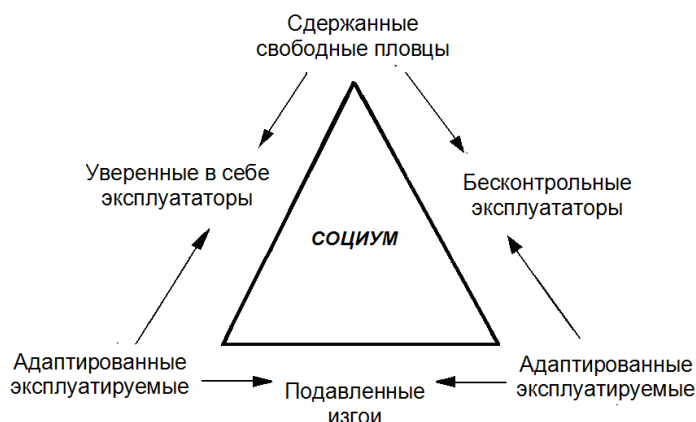 Сдержанные
свободные пловцы
Уверенные в себе
эксплуататоры
Бесконтрольные
эксплуататоры
СОЦИУМ
Адаптированные
эксплуатируемые
Подавленные
изгои
Адаптированные
эксплуатируемые